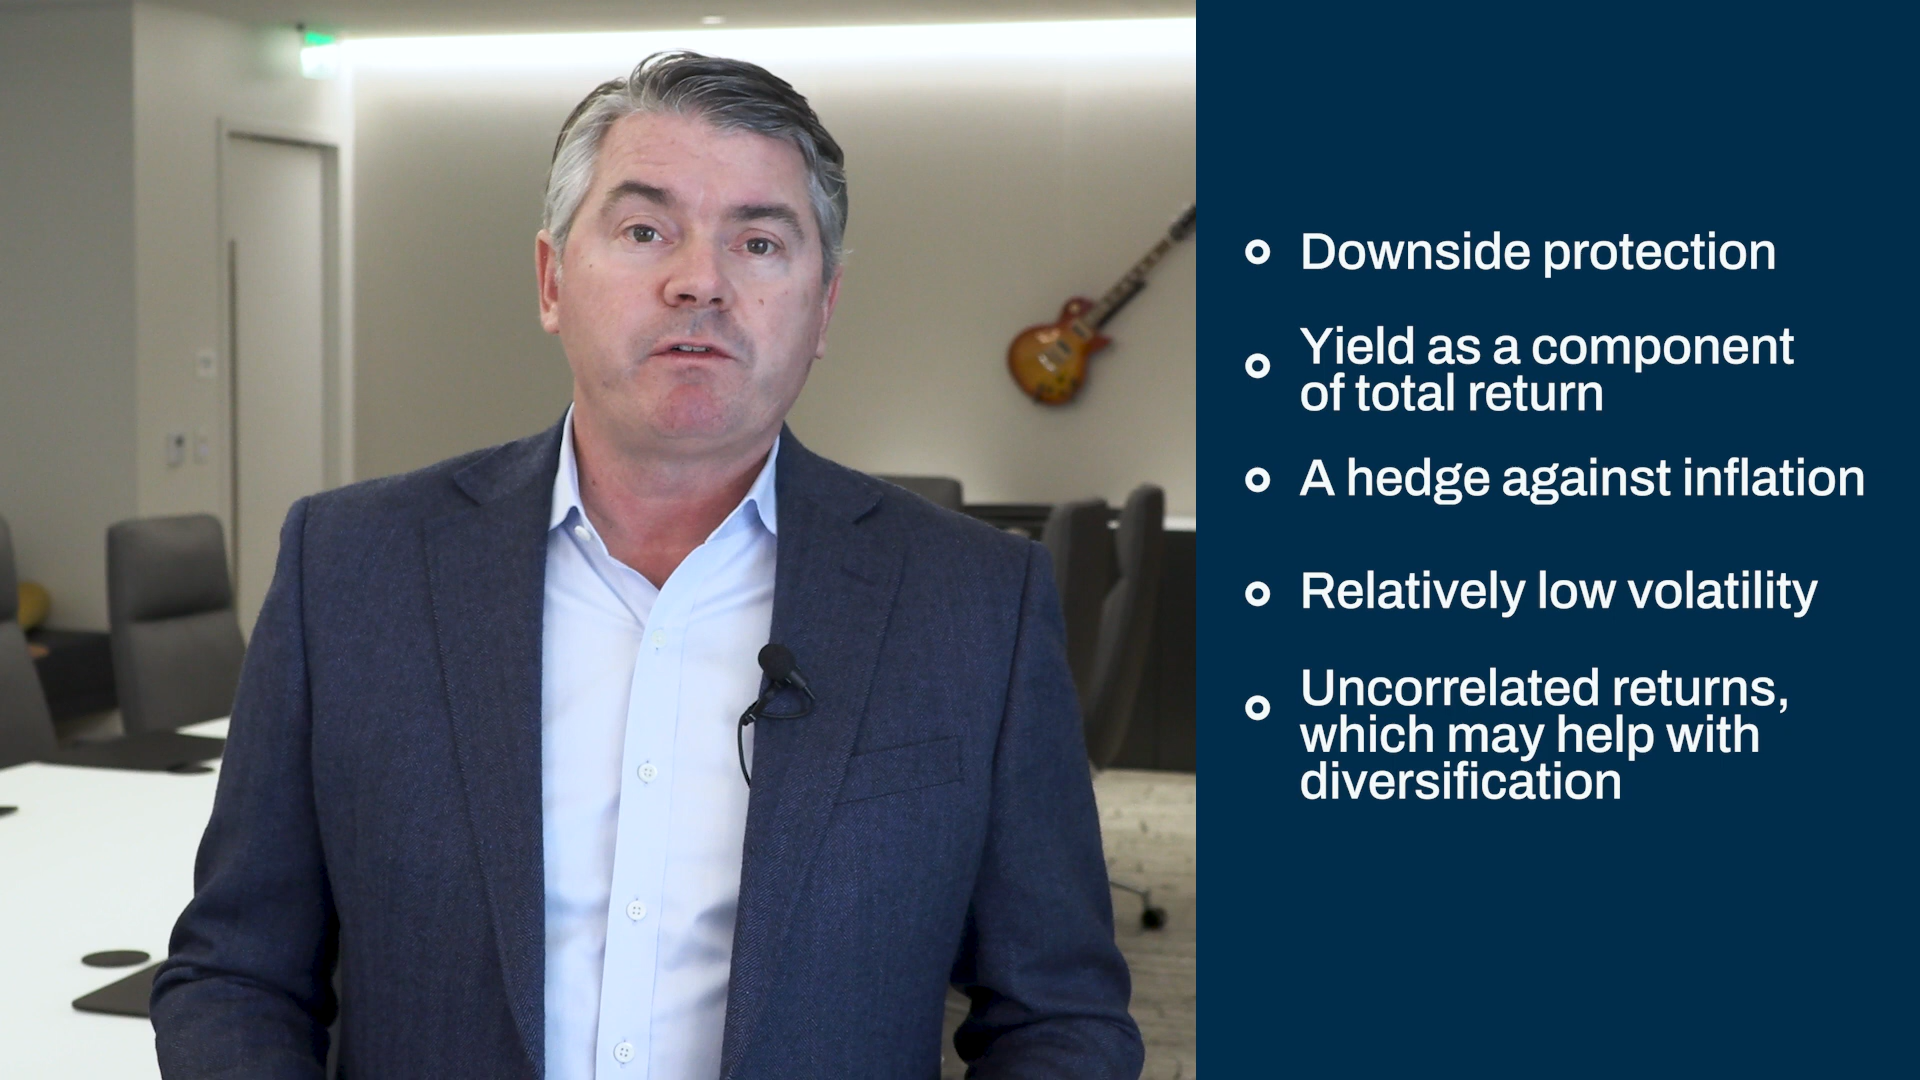 Downside protection
Yield as a component
of total return
A hedge against inflation
Relatively low volatility
Uncorrelated returns,
which may help with
diversification